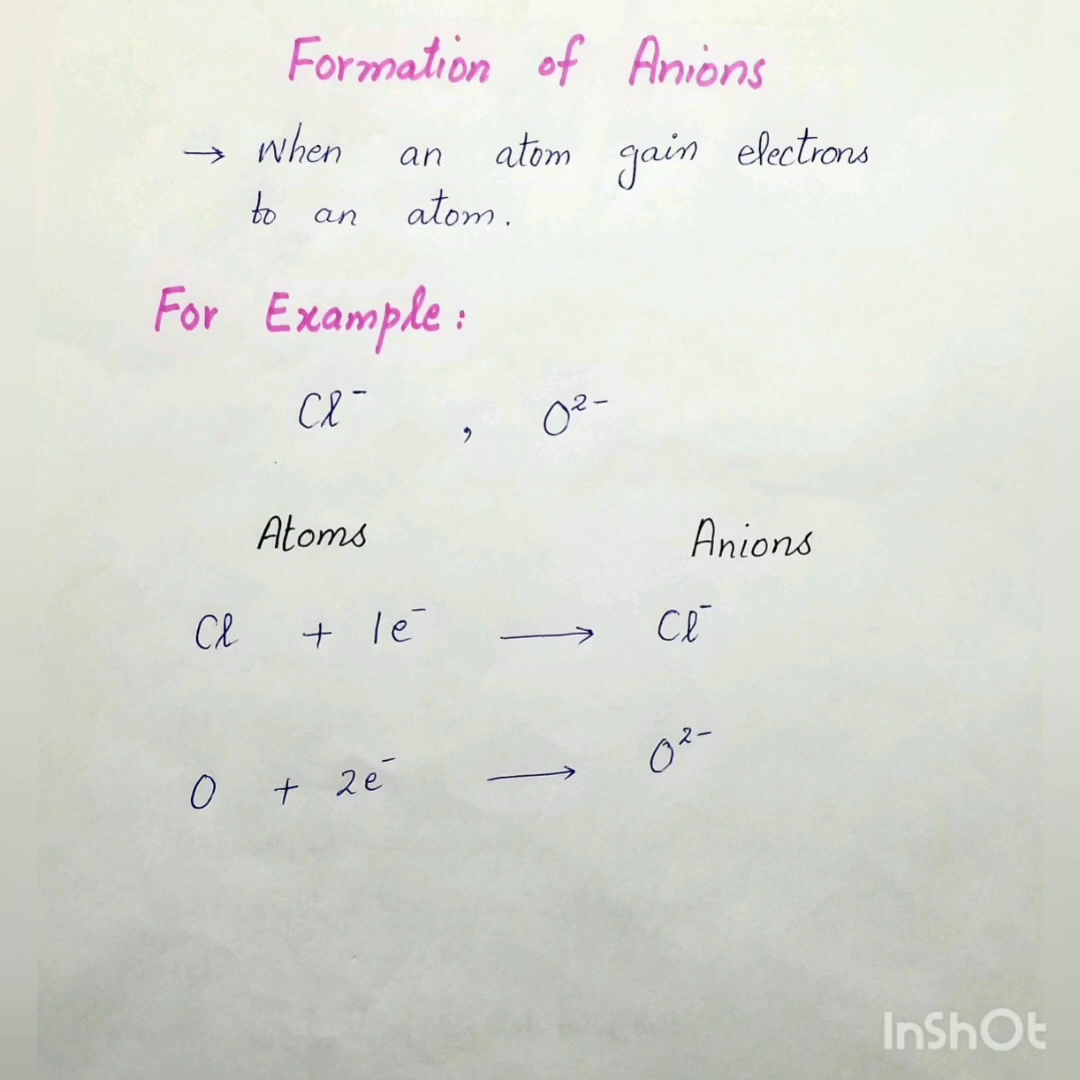 Formation of Anions
→ When an atom gain electrons
to an atom.
For Example:
Cl⁻ , O²⁻
Atoms Anions
Cl + 1e⁻ ⟶ Cl⁻
O + 2e⁻ ⟶ O²⁻
InShOt